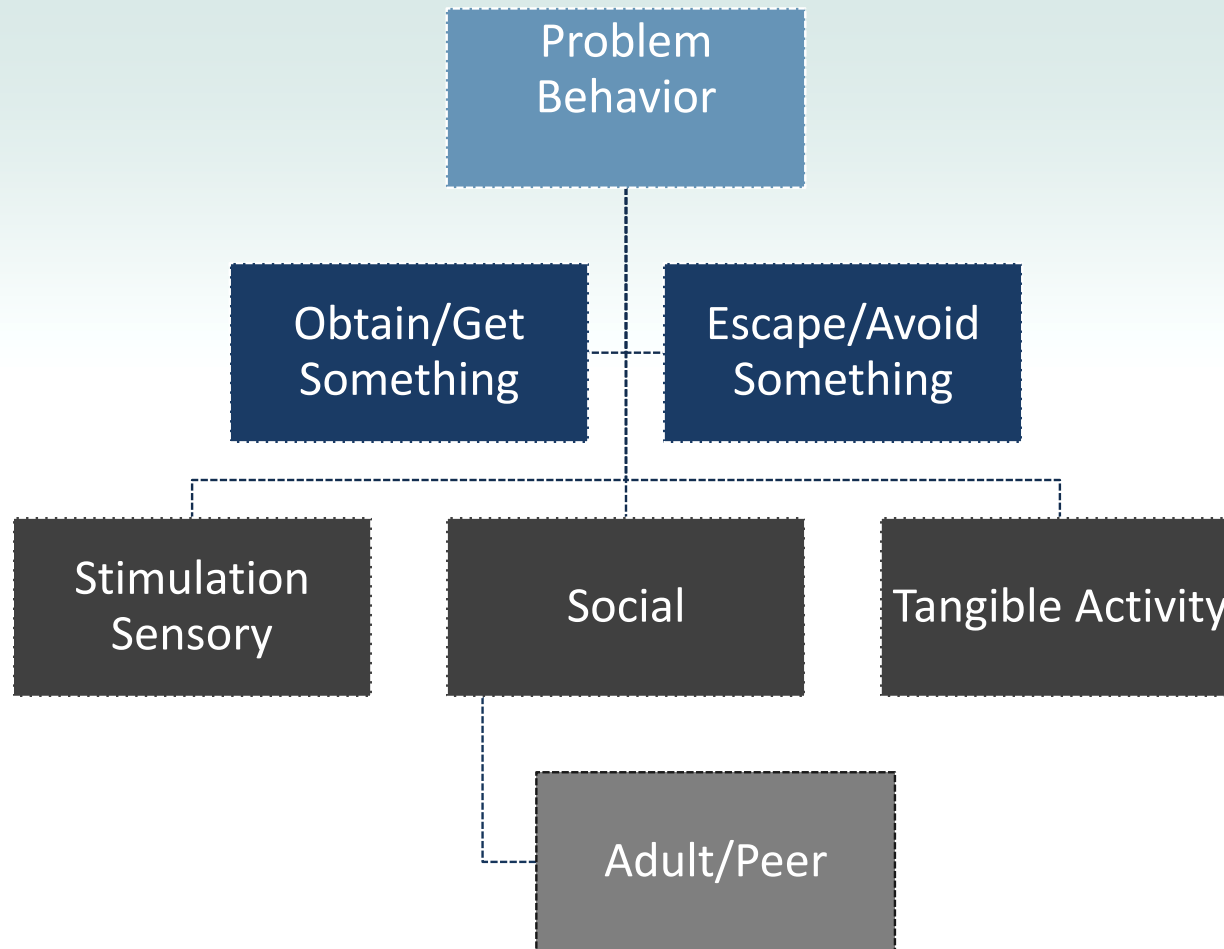 Problem
Behavior
Obtain/Get
Something
Escape/Avoid
Something
Stimulation
Sensory
Social
Tangible Activity
Adult/Peer